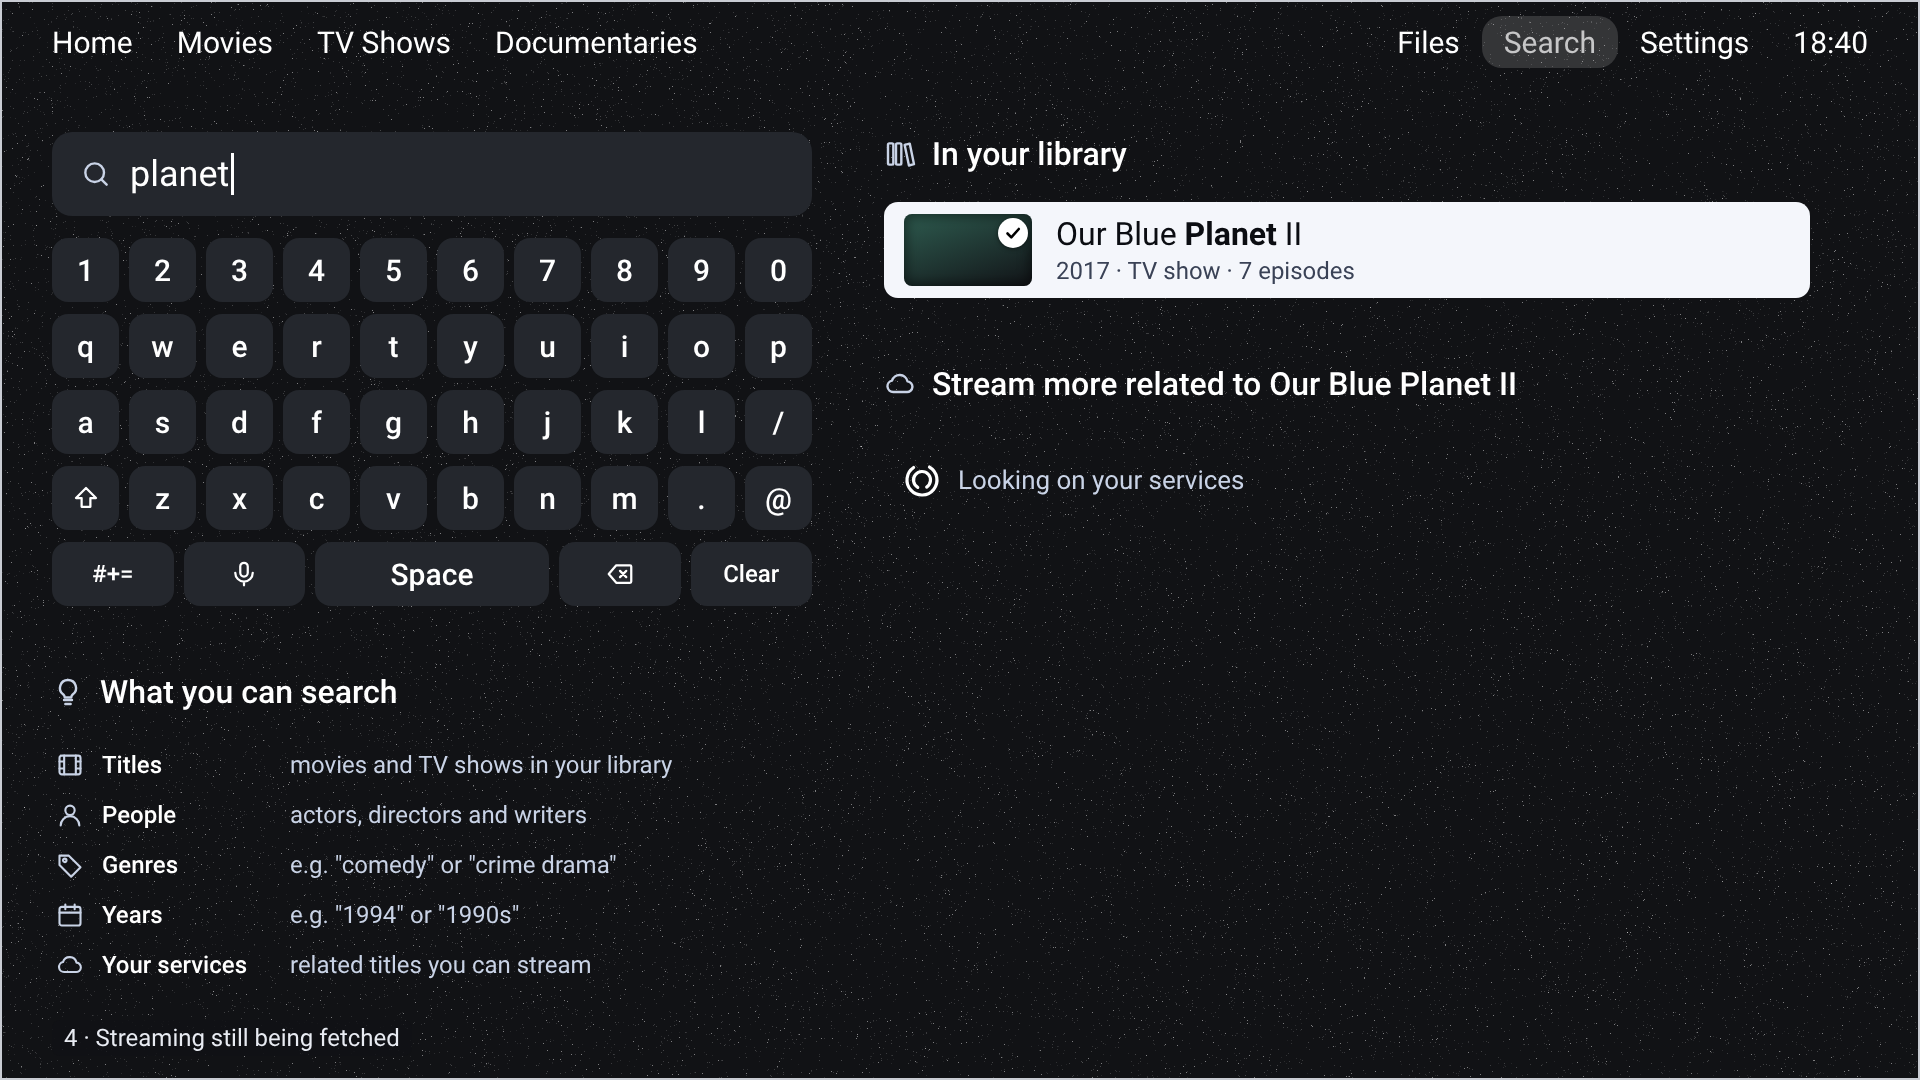 Home Movies TV Shows Documentaries Files Search Settings 18:40
planet
1 2 3 4 5 6 7 8 9 0
q w e r t y u i o p
a s d f g h j k l /
z x c v b n m . @
#+= Space Clear
What you can search
Titles movies and TV shows in your library
People actors, directors and writers
Genres e.g. "comedy" or "crime drama"
Years e.g. "1994" or "1990s"
Your services related titles you can stream
4 · Streaming still being fetched
In your library
Our Blue Planet II
2017 · TV show · 7 episodes
Stream more related to Our Blue Planet II
Looking on your services